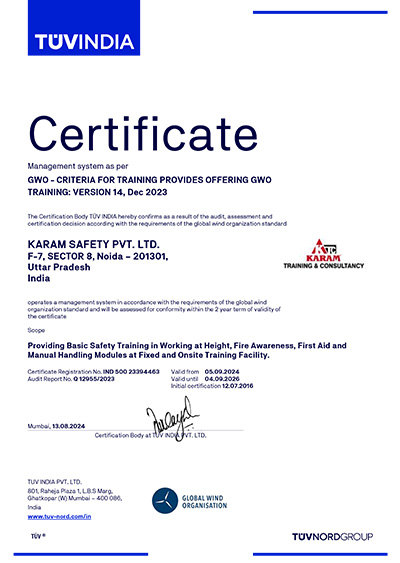 TÜVINDIA
Certificate
Management system as per
GWO - CRITERIA FOR TRAINING PROVIDES OFFERING GWO
TRAINING: VERSION 14, Dec 2023
The Certification Body TÜV INDIA hereby confirms as a result of the audit, assessment and
certification decision according with the requirements of the global wind organization standard
KARAM SAFETY PVT. LTD.
F-7, SECTOR 8, Noida – 201301,
Uttar Pradesh
India
KTC
KARAM
TRAINING & CONSULTANCY
operates a management system in accordance with the requirements of the global wind
organization standard and will be assessed for conformity within the 2 year term of validity of
the certificate
Scope
Providing Basic Safety Training in Working at Height, Fire Awareness, First Aid and
Manual Handling Modules at Fixed and Onsite Training Facility.
Certificate Registration No. IND 500 23394463
Audit Report No. Q 12955/2023
Valid from 05.09.2024
Valid until 04.09.2026
Initial certification 12.07.2016
Mumbai, 13.08.2024
Certification Body at TÜV INDIA PVT. LTD.
TUV INDIA PVT. LTD.
801, Raheja Plaza 1, L.B.S Marg,
Ghatkopar (W) Mumbai – 400 086,
India
www.tuv-nord.com/in
GLOBAL WIND
ORGANISATION
TÜV ®
TÜVNORDGROUP